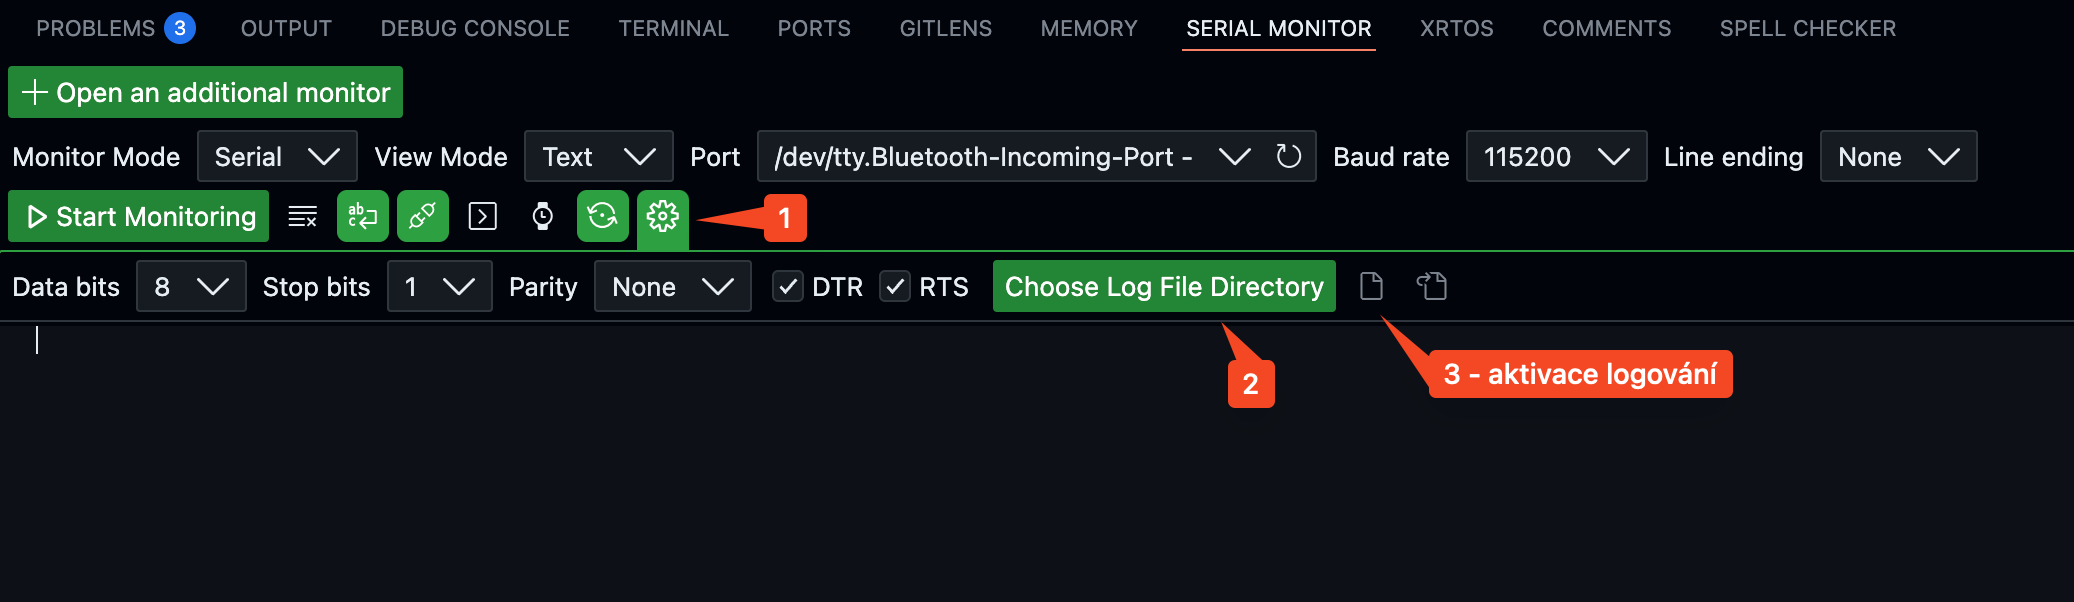 PROBLEMS 3 OUTPUT DEBUG CONSOLE TERMINAL PORTS GITLENS MEMORY SERIAL MONITOR XRTOS COMMENTS SPELL CHECKER
Open an additional monitor
Monitor Mode Serial View Mode Text Port /dev/tty.Bluetooth-Incoming-Port - Baud rate 115200 Line ending None
Start Monitoring ab c 1
Data bits 8 Stop bits 1 Parity None DTR RTS Choose Log File Directory
2 3 - aktivace logování